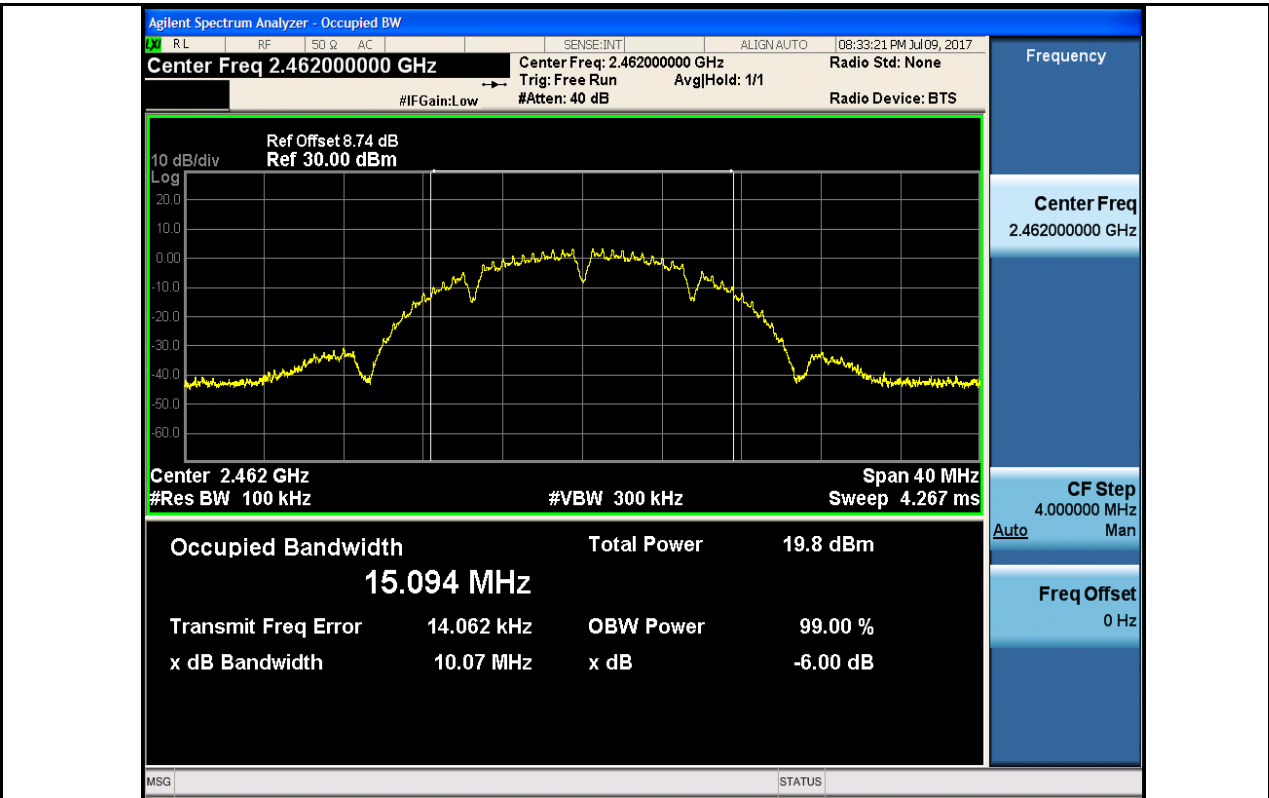 Agilent Spectrum Analyzer - Occupied BW
LXI RL RF 50 Ω AC SENSE:INT ALIGN AUTO 08:33:21 PM Jul 09, 2017
Center Freq 2.462000000 GHz
Center Freq: 2.462000000 GHz
Radio Std: None
Trig: Free Run Avg|Hold: 1/1
#IFGain:Low
#Atten: 40 dB
Radio Device: BTS
Ref Offset 8.74 dB
10 dB/div Ref 30.00 dBm
Log
20.0
10.0
0.00
-10.0
-20.0
-30.0
-40.0
-50.0
-60.0
Center 2.462 GHz Span 40 MHz
#Res BW 100 kHz #VBW 300 kHz Sweep 4.267 ms
Occupied Bandwidth Total Power 19.8 dBm
15.094 MHz
Transmit Freq Error 14.062 kHz OBW Power 99.00 %
x dB Bandwidth 10.07 MHz x dB -6.00 dB
MSG STATUS
Frequency
Center Freq
2.462000000 GHz
CF Step
4.000000 MHz
Auto Man
Freq Offset
0 Hz